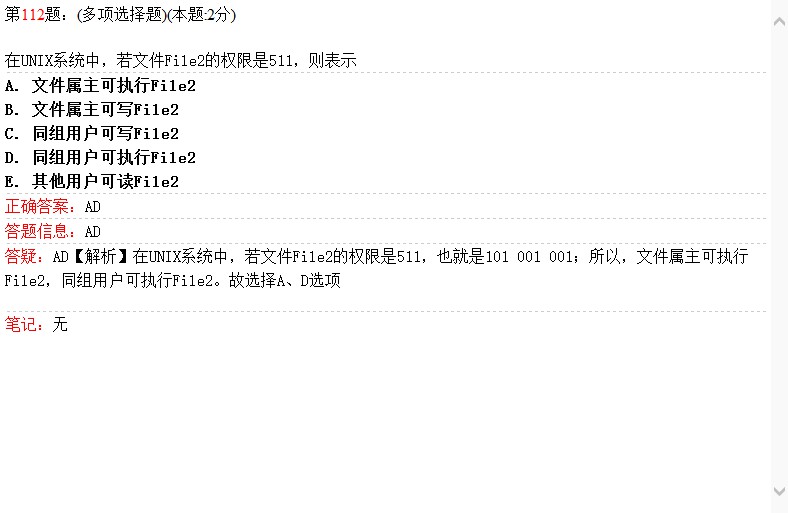 第112题：(多项选择题)(本题:2分)
在UNIX系统中，若文件File2的权限是511，则表示
A. 文件属主可执行File2
B. 文件属主可写File2
C. 同组用户可写File2
D. 同组用户可执行File2
E. 其他用户可读File2
正确答案：AD
答题信息：AD
答疑：AD【解析】在UNIX系统中，若文件File2的权限是511，也就是101 001 001；所以，文件属主可执行
File2，同组用户可执行File2。故选择A、D选项
笔记：无